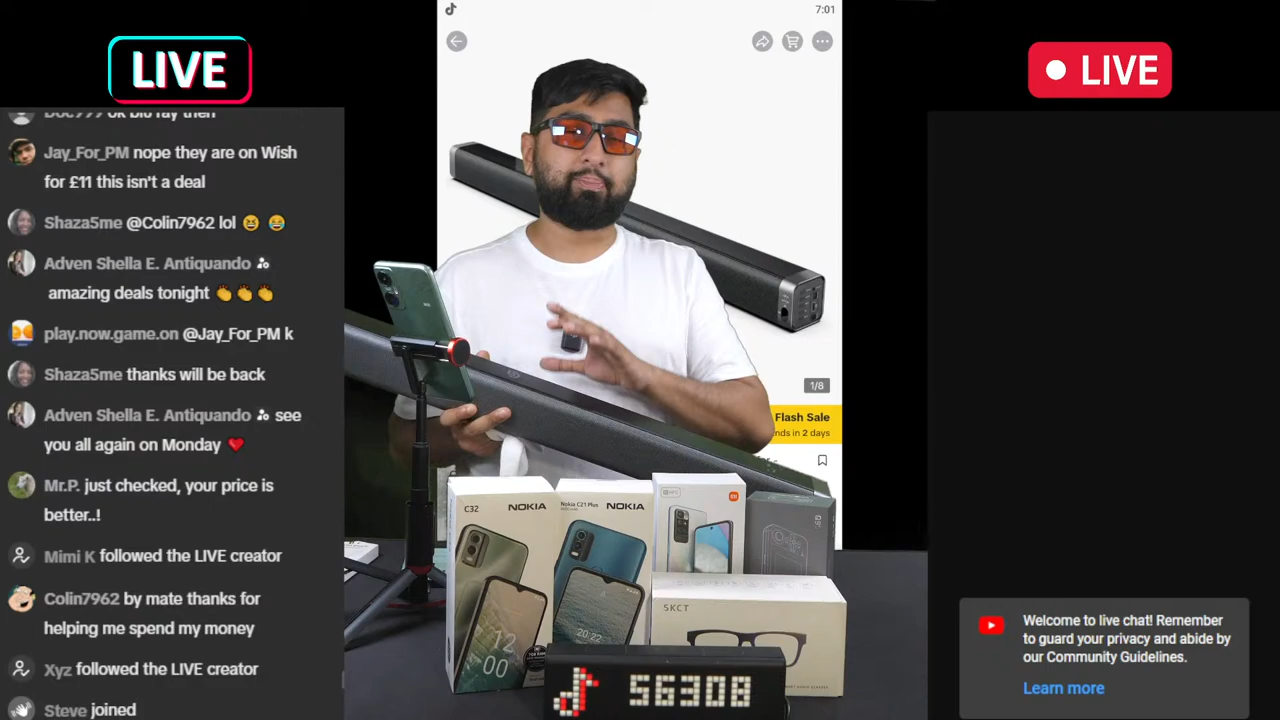 LIVE
Doc999 ok blu ray then
Jay_For_PM nope they are on Wish
for £11 this isn't a deal
Shaza5me @Colin7962 lol 😆 😂
Adven Shella E. Antiquando
amazing deals tonight 👏👏👏
play.now.game.on @Jay_For_PM k
Shaza5me thanks will be back
Adven Shella E. Antiquando see
you all again on Monday ❤️
Mr.P. just checked, your price is
better..!
Mimi K followed the LIVE creator
Colin7962 by mate thanks for
helping me spend my money
Xyz followed the LIVE creator
Steve joined
7:01
1/8
Flash Sale
nds in 2 days
C32 NOKIA
Nokia C21 Plus NOKIA
12
00
20:22
SKCT
56308
LIVE
Welcome to live chat! Remember
to guard your privacy and abide by
our Community Guidelines.
Learn more